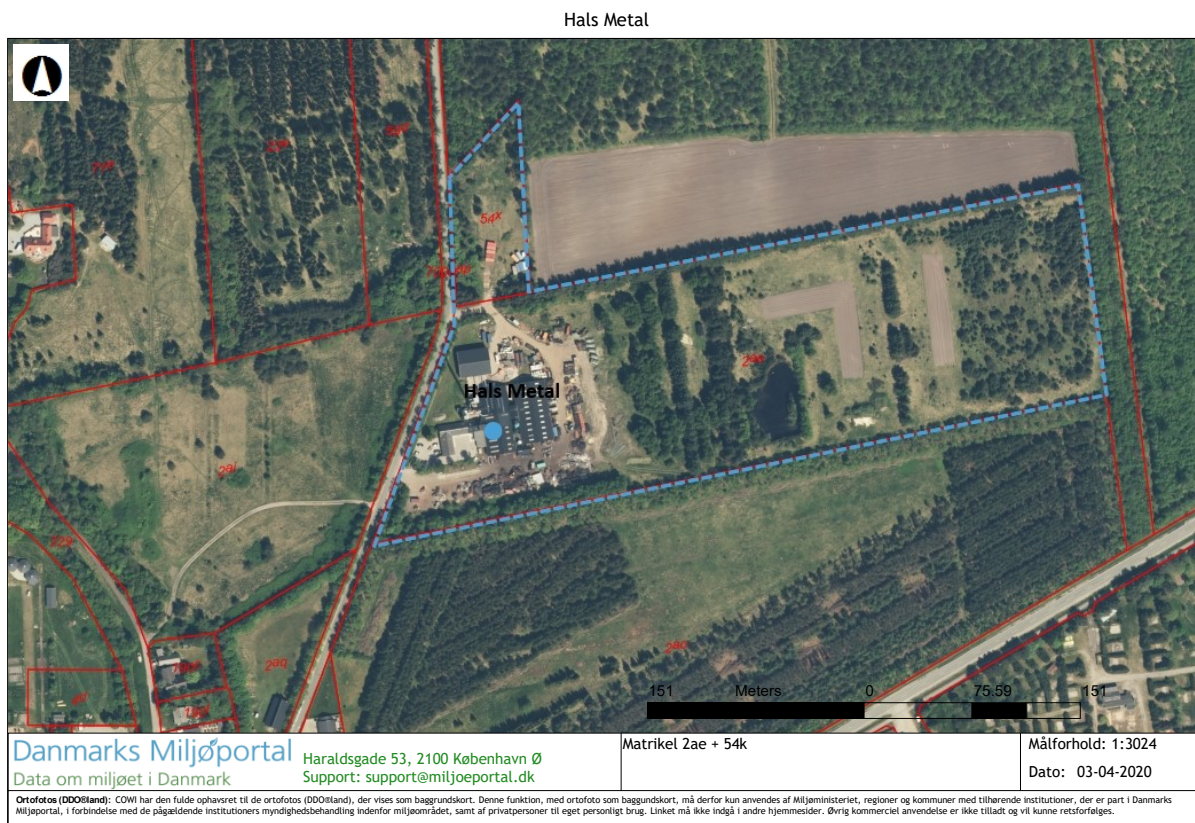 Hals Metal
54x
2ae
Hals Metal
2al
2aq
2aq
151 Meters 0 75.59 151
Danmarks Miljøportal
Data om miljøet i Danmark
Haraldsgade 53, 2100 København Ø
Support: support@miljoeportal.dk
Matrikel 2ae + 54k
Målforhold: 1:3024
Dato: 03-04-2020
Ortofotos (DDO®land): COWI har den fulde ophavsret til de ortofotos (DDO®land), der vises som baggrundskort. Denne funktion, med ortofoto som baggundskort, må derfor kun anvendes af Miljøministeriet, regioner og kommuner med tilhørende institutioner, der er part i Danmarks
Miljøportal, i forbindelse med de pågældende institutioners myndighedsbehandling indenfor miljøområdet, samt af privatpersoner til eget personligt brug. Linket må ikke indgå i andre hjemmesider. Øvrig kommerciel anvendelse er ikke tilladt og vil kunne retsforfølges.